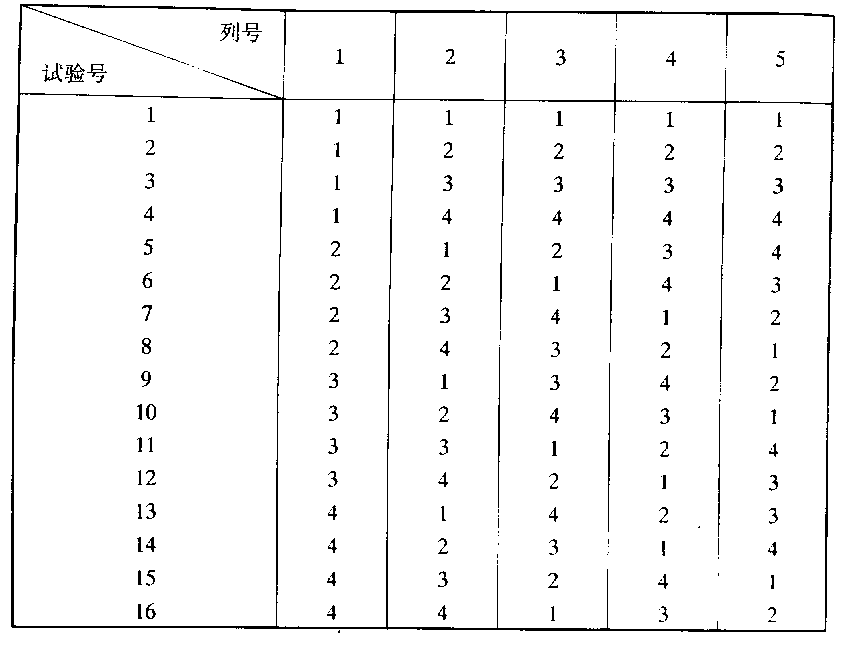 列号
试验号
1 2 3 4 5
1 1 1 1 1 1
2 1 2 2 2 2
3 1 3 3 3 3
4 1 4 4 4 4
5 2 1 2 3 4
6 2 2 1 4 3
7 2 3 4 1 2
8 2 4 3 2 1
9 3 1 3 4 2
10 3 2 4 3 1
11 3 3 1 2 4
12 3 4 2 1 3
13 4 1 4 2 3
14 4 2 3 1 4
15 4 3 2 4 1
16 4 4 1 3 2